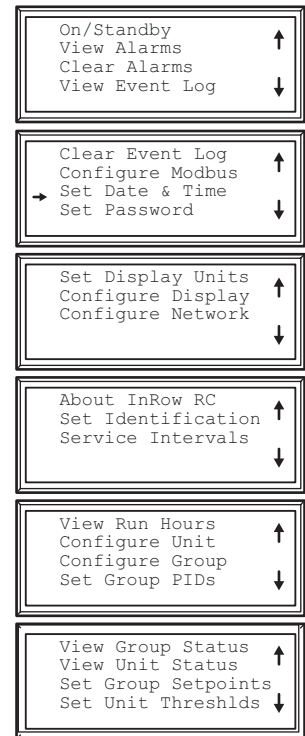 On/Standby
View Alarms
Clear Alarms
View Event Log
Clear Event Log
Configure Modbus
Set Date & Time
Set Password
Set Display Units
Configure Display
Configure Network
About InRow RC
Set Identification
Service Intervals
View Run Hours
Configure Unit
Configure Group
Set Group PIDs
View Group Status
View Unit Status
Set Group Setpoints
Set Unit Threshlds